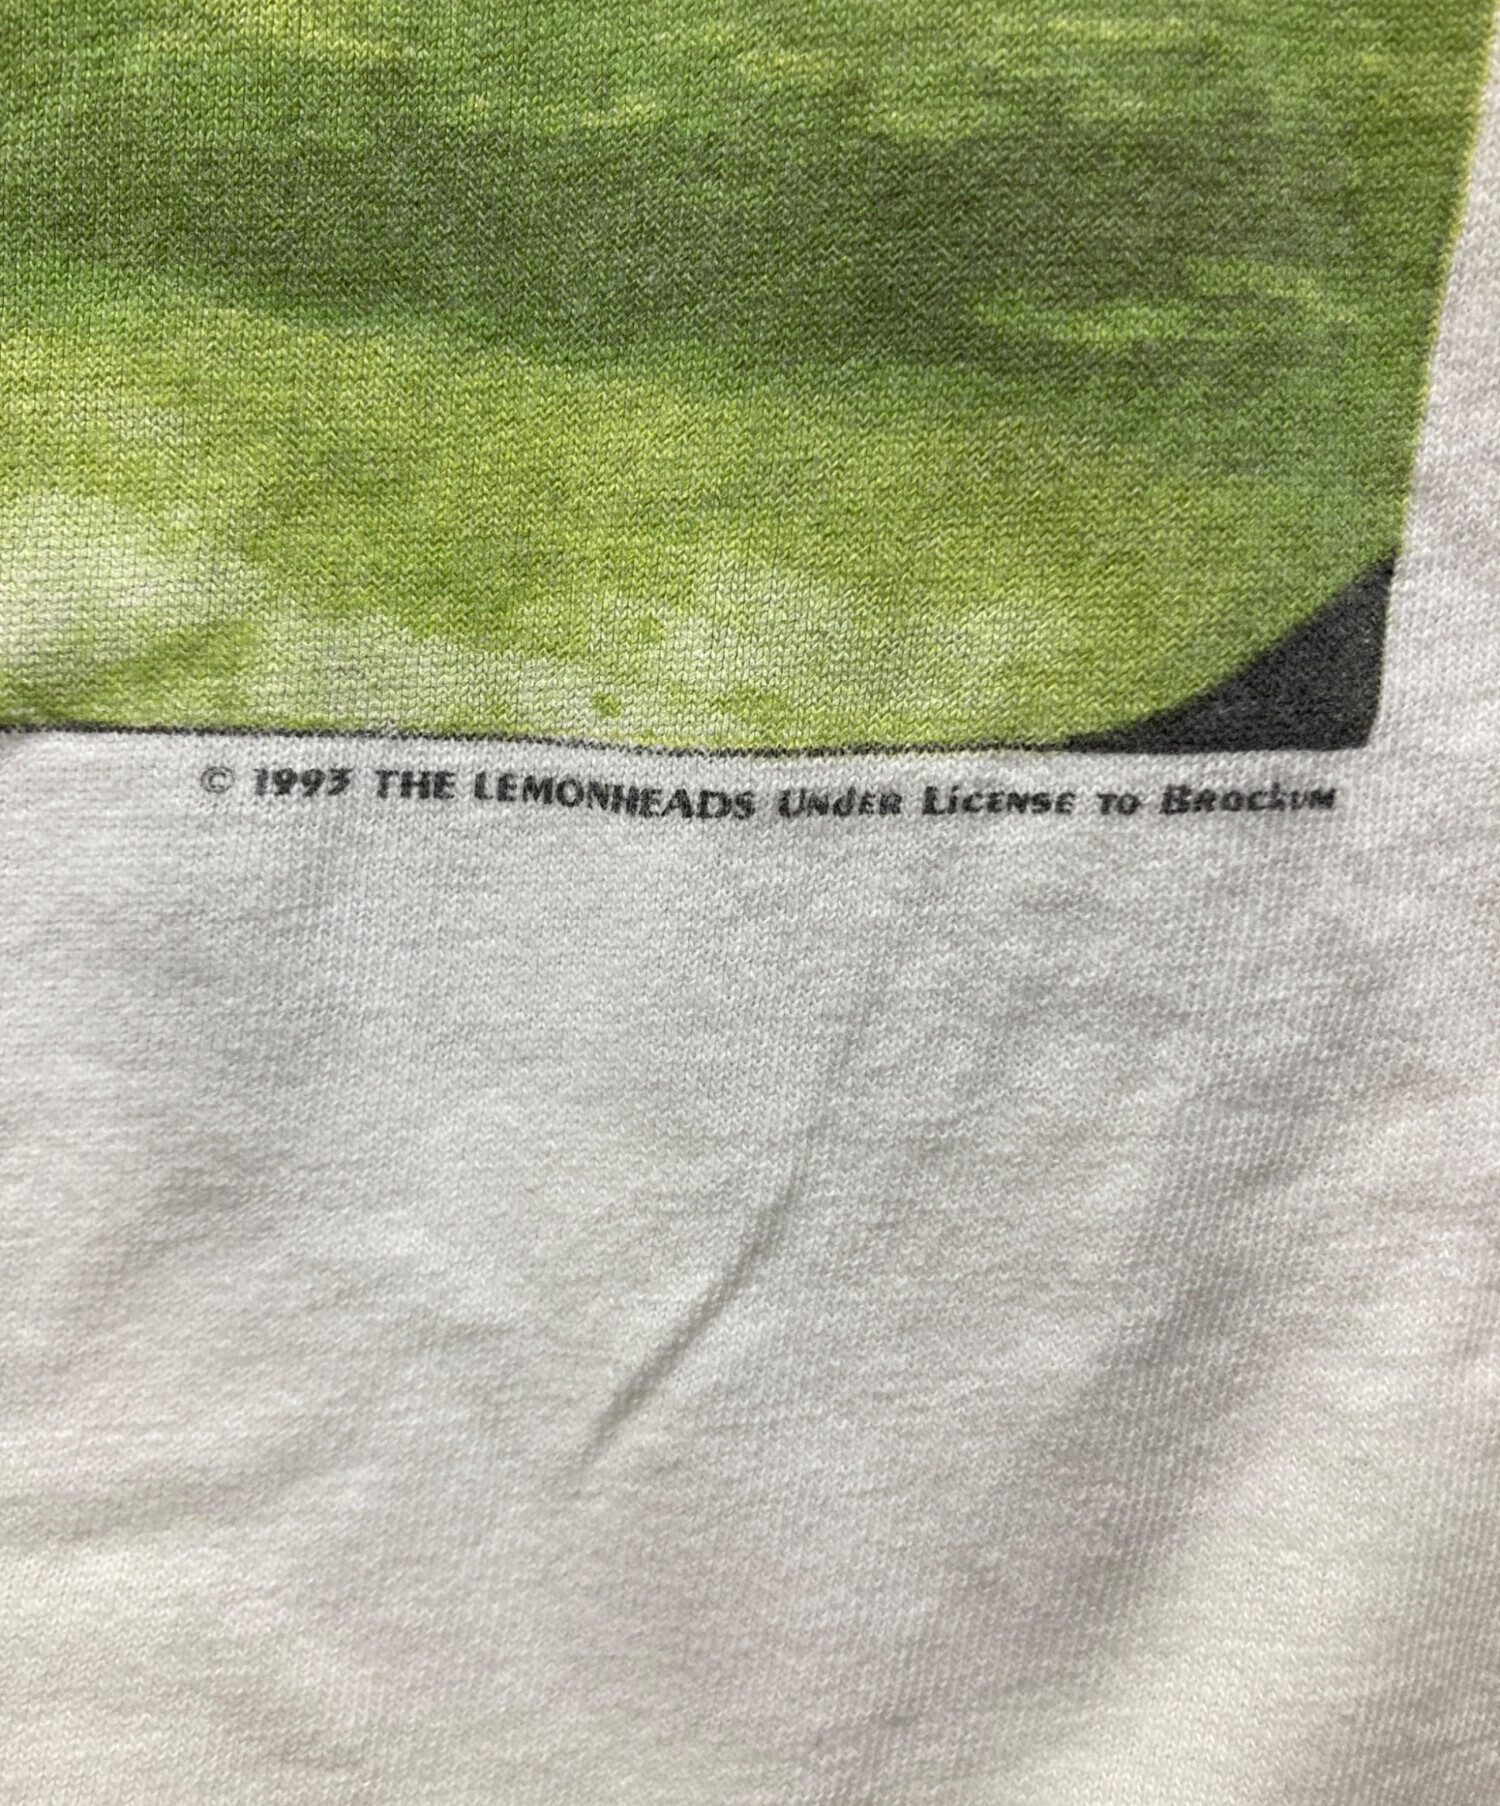 © 1993 THE LEMONHEADS UNdER LiCENSE TO BROCkUM